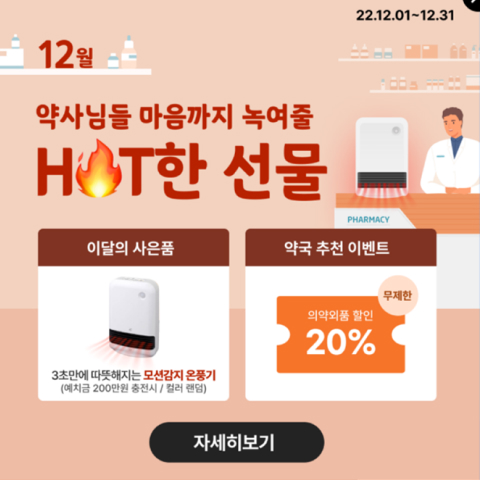 22.12.01~12.31
12월
약사님들 마음까지 녹여줄
H🔥T한 선물
PHARMACY
이달의 사은품
3초만에 따뜻해지는 모션감지 온풍기
(예치금 200만원 충전시 / 컬러 랜덤)
약국 추천 이벤트
무제한
의약외품 할인
20%
자세히보기